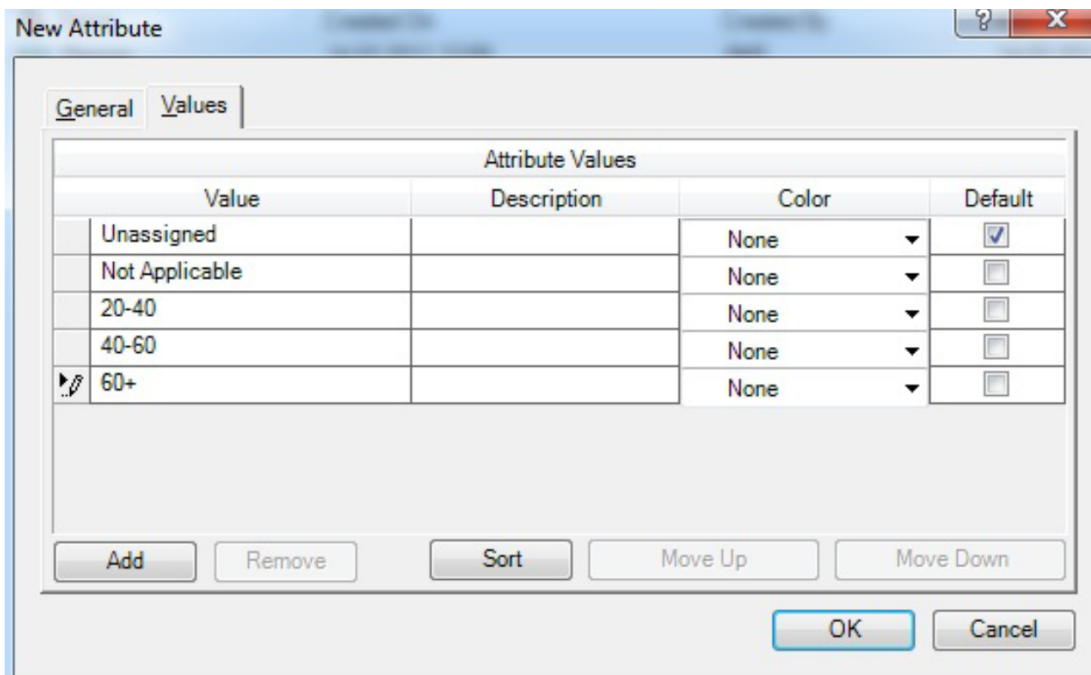 New Attribute ? x
General Values
Attribute Values
Value Description Color Default
Unassigned None
Not Applicable None
20-40 None
40-60 None
60+ None
Add Remove Sort Move Up Move Down
OK Cancel